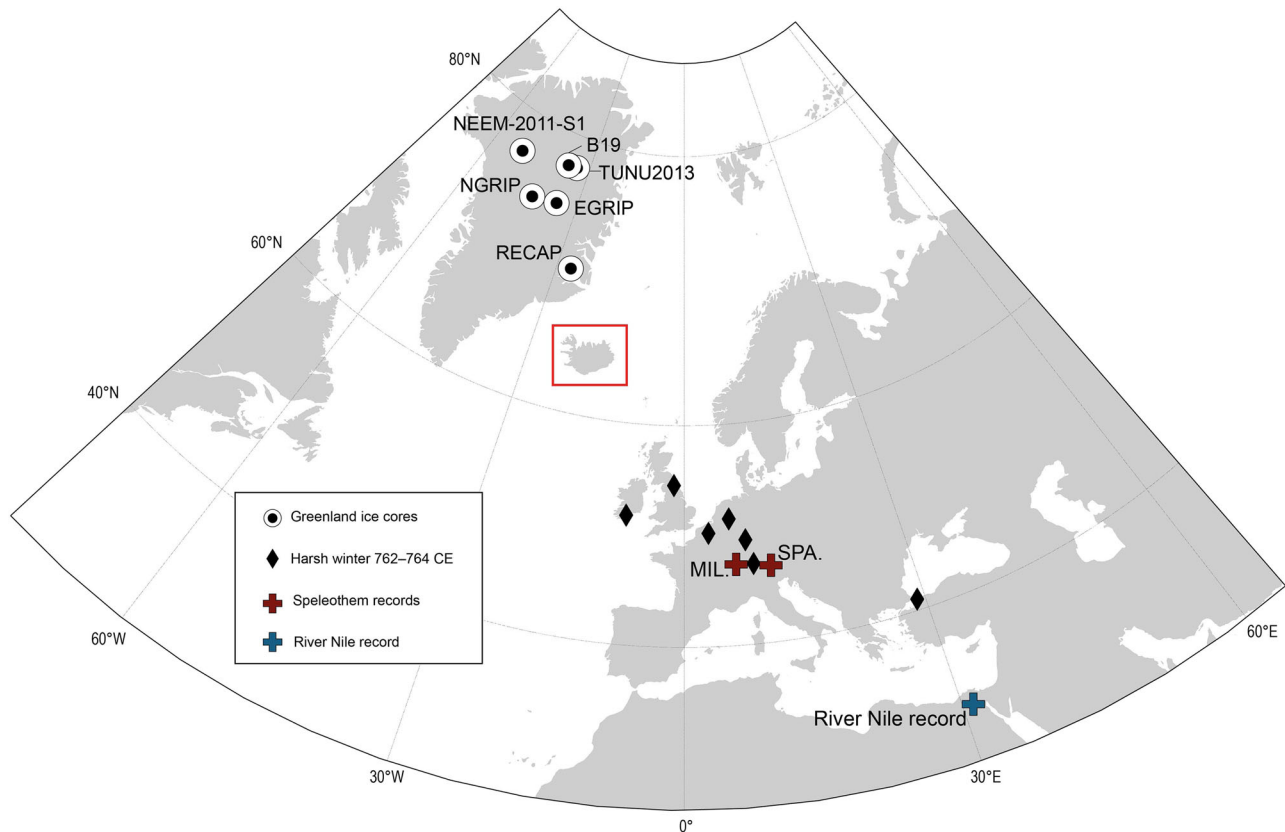 80°N
NEEM-2011-S1
B19
TUNU2013
NGRIP
EGRIP
60°N
RECAP
40°N
Greenland ice cores
Harsh winter 762–764 CE
Speleothem records
River Nile record
MIL.
SPA.
60°W
60°E
River Nile record
30°W
30°E
0°